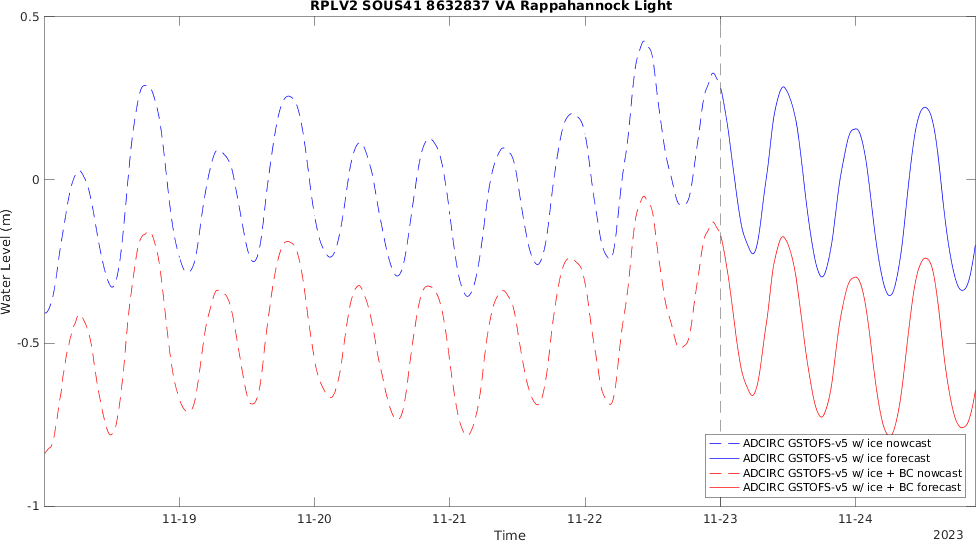 RPLV2 SOUS41 8632837 VA Rappahannock Light
0.5
0
-0.5
-1
Water Level (m)
11-19
11-20
11-21
11-22
11-23
11-24
Time
2023
ADCIRC GSTOFS-v5 w/ ice nowcast
ADCIRC GSTOFS-v5 w/ ice forecast
ADCIRC GSTOFS-v5 w/ ice + BC nowcast
ADCIRC GSTOFS-v5 w/ ice + BC forecast